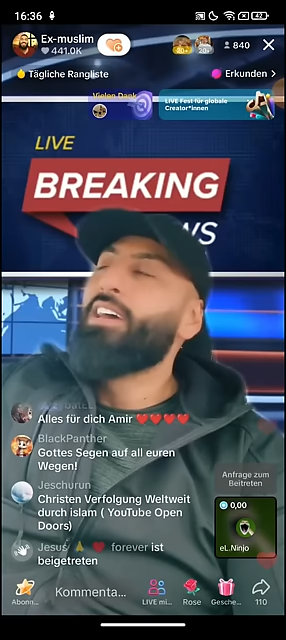 16:36
42
Ex-muslim
441.0K
20+
840
Tägliche Rangliste
Erkunden >
Vielen Dank
LIVE Fest für globale
Creator*innen
LIVE
BREAKING
WS
Alles für dich Amir ❤️❤️❤️❤️
BlackPanther
Gottes Segen auf all euren
Wegen!
Jeschurun
Christen Verfolgung Weltweit
durch islam ( YouTube Open
Doors)
Jesus 🙏 ❤️ forever ist
beigetreten
Anfrage zum
Beitreten
0,00
eL.Ninjo
Abonn...
Kommenta...
LIVE mi...
Rose
Gesche...
110